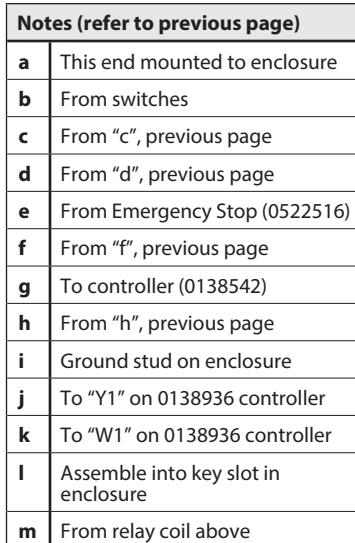 Notes (refer to previous page)
a This end mounted to enclosure
b From switches
c From “c”, previous page
d From “d”, previous page
e From Emergency Stop (0522516)
f From “f”, previous page
g To controller (0138542)
h From “h”, previous page
i Ground stud on enclosure
j To “Y1” on 0138936 controller
k To “W1” on 0138936 controller
l Assemble into key slot in
enclosure
m From relay coil above